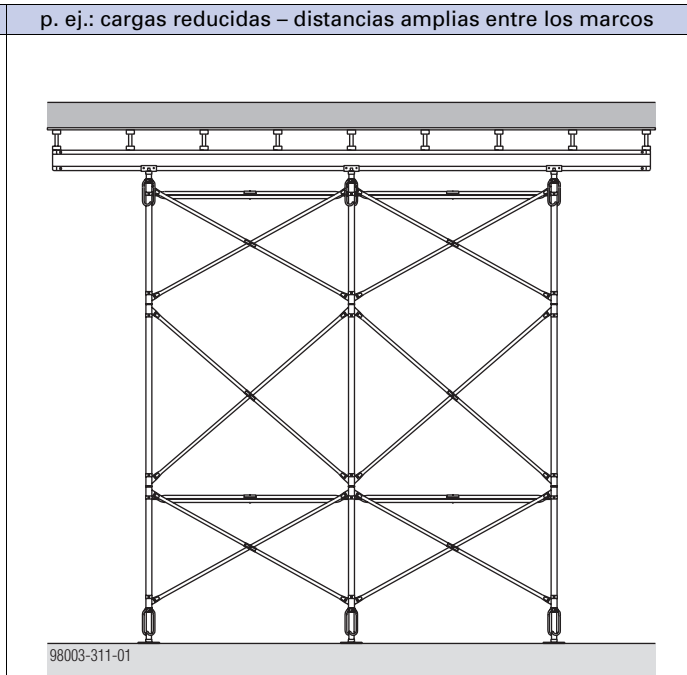 p. ej.: cargas reducidas – distancias amplias entre los marcos
98003-311-01